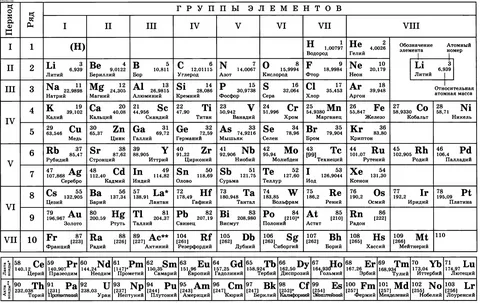 Период Ряд ГРУППЫ ЭЛЕМЕНТОВ
I II III IV V VI VII VIII
I 1 (H) H 1 1,00797 Водород He 2 4,0026 Гелий Обозначение элемента Атомный номер
II 2 Li 3 6,939 Литий Be 4 9,0122 Бериллий B 5 10,811 Бор C 6 12,01115 Углерод N 7 14,0067 Азот O 8 15,9994 Кислород F 9 18,9984 Фтор Ne 10 20,179 Неон Li 3 6,939 Литий
III 3 Na 11 22,9898 Натрий Mg 12 24,305 Магний Al 13 26,9815 Алюминий Si 14 28,086 Кремний P 15 30,9738 Фосфор S 16 32,064 Сера Cl 17 35,453 Хлор Ar 18 39,948 Аргон Относительная атомная масса
IV 4 K 19 39,102 Калий Ca 20 40,08 Кальций Sc 21 44,956 Скандий Ti 22 47,90 Титан V 23 50,942 Ванадий Cr 24 51,996 Хром Mn 25 54,9380 Марганец Fe 26 55,847 Железо Co 27 58,9330 Кобальт Ni 28 58,71 Никель
5 Cu 29 63,546 Медь Zn 30 65,37 Цинк Ga 31 69,72 Галлий Ge 32 72,59 Германий As 33 74,9216 Мышьяк Se 34 78,96 Селен Br 35 79,904 Бром Kr 36 83,80 Криптон
V 6 Rb 37 85,47 Рубидий Sr 38 87,62 Стронций Y 39 88,905 Иттрий Zr 40 91,22 Цирконий Nb 41 92,906 Ниобий Mo 42 95,94 Молибден Tc 43 [99] Технеций Ru 44 101,07 Рутений Rh 45 102,905 Родий Pd 46 106,4 Палладий
7 Ag 47 107,868 Серебро Cd 48 112,40 Кадмий In 49 114,82 Индий Sn 50 118,69 Олово Sb 51 121,75 Сурьма Te 52 127,60 Теллур I 53 126,9044 Иод Xe 54 131,30 Ксенон
VI 8 Cs 55 132,905 Цезий Ba 56 137,34 Барий La* 57 138,91 Лантан Hf 72 178,49 Гафний Ta 73 180,948 Тантал W 74 183,85 Вольфрам Re 75 186,2 Рений Os 76 190,2 Осмий Ir 77 192,2 Иридий Pt 78 195,09 Платина
9 Au 79 196,967 Золото Hg 80 200,59 Ртуть Tl 81 204,37 Таллий Pb 82 207,19 Свинец Bi 83 208,980 Висмут Po 84 [210]* Полоний At 85 [210] Астат Rn 86 [222] Радон
VII 10 Fr 87 [223] Франций Ra 88 [226] Радий Ac** 89 [227] Актиний Rf 104 [261] Резерфордий Db 105 [262] Дубний Sg 106 [263] Сиборгий Bh 107 [262] Борий Hs 108 [265] Хассий Mt 109 [266] Мейтнерий 110
Ce 58 140,12 Церий Pr 59 140,907 Nd 60 144,24 Неодим Pm 61 [147]* Прометий Sm 62 150,35 Самарий Eu 63 151,96 Европий Gd 64 157,25 Гадолиний Tb 65 158,924 Тербий Dy 66 162,50 Диспрозий Ho 67 164,930 Гольмий Er 68 167,26 Эрбий Tm 69 168,934 Тулий Yb 70 173,04 Иттербий Lu 71 174,97 Лютеций
Th 90 232,038 Торий Pa 91 [231] U 92 238,03 Уран Np 93 [237] Нептуний Pu 94 [244] Плутоний Am 95 [243] Америций Cm 96 [247] Кюрий Bk 97 [247] Берклий Cf 98 Es 99 Fm 100 Фермий Md 101 No 102 Нобелий Lr 103 Лоуренсий